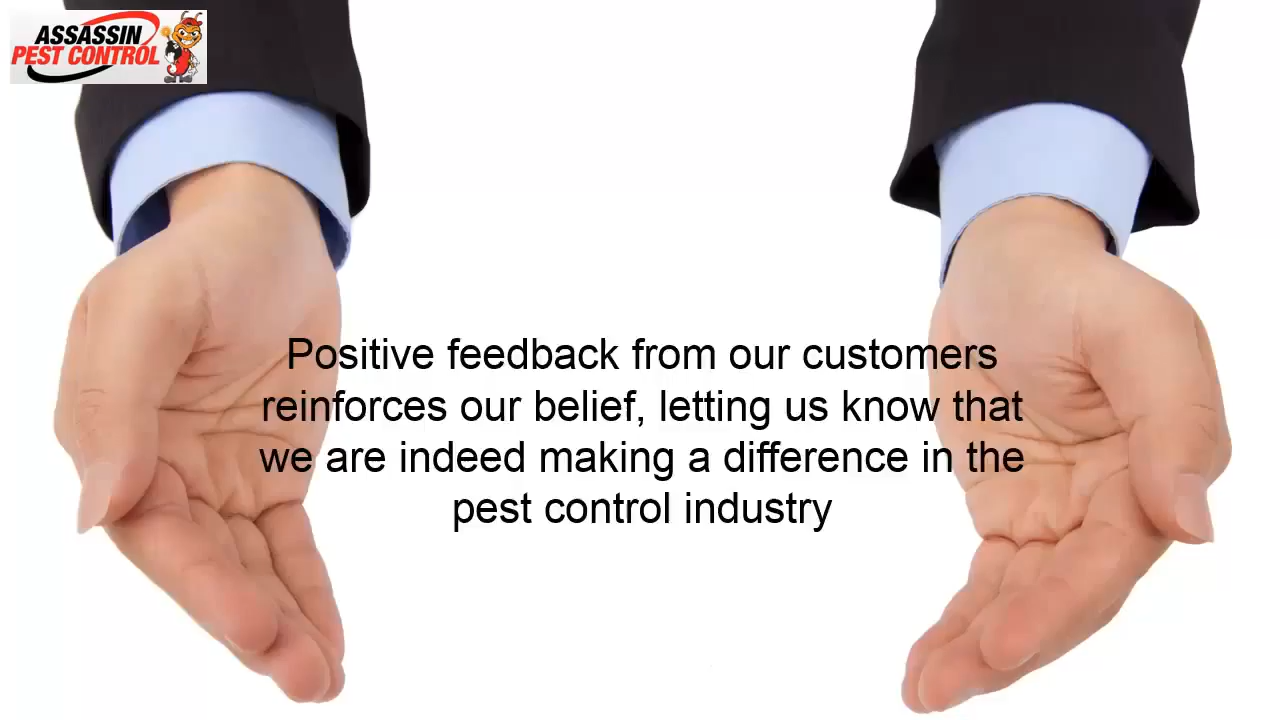 ASSASSIN
PEST CONTROL
Positive feedback from our customers
reinforces our belief, letting us know that
we are indeed making a difference in the
pest control industry